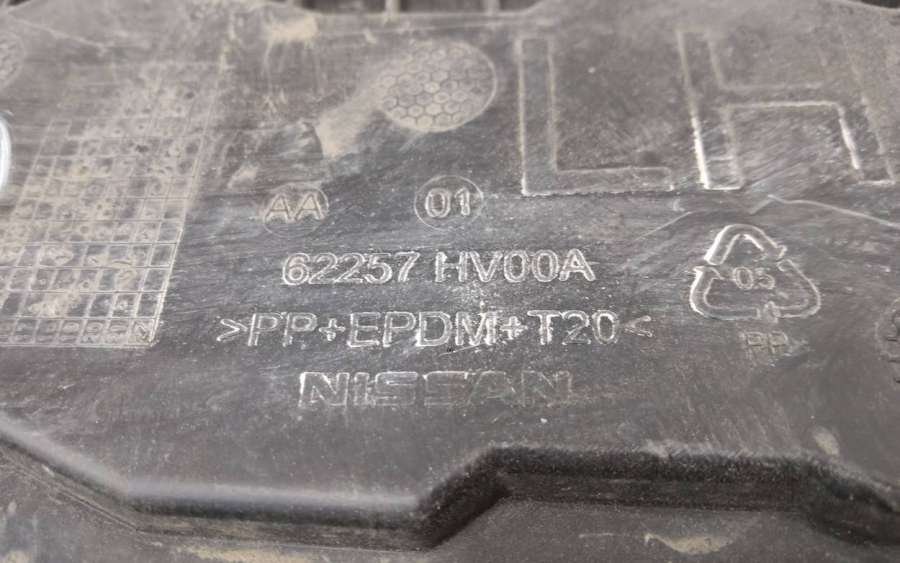 LH
AA 01
62257 HV00A
05
>PP+EPDM+T20<
PP
NISSAN